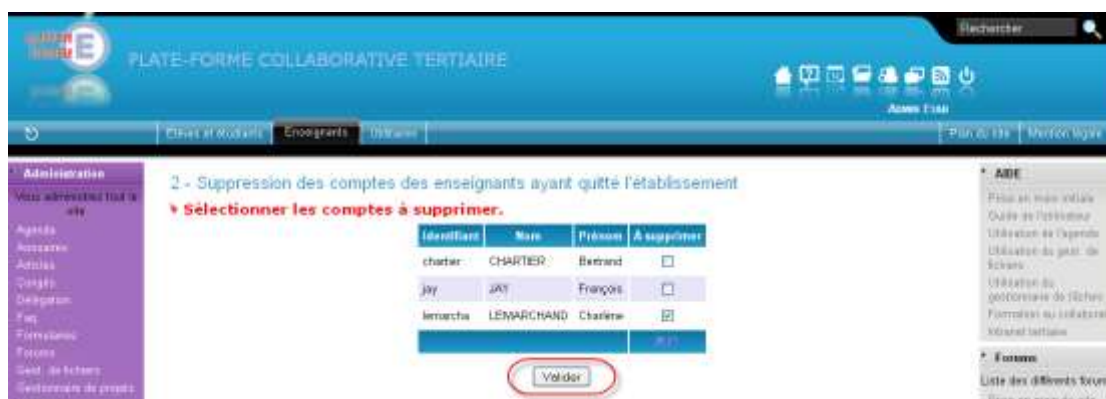 Rechercher
PLATE-FORME COLLABORATIVE TERTIAIRE
Admin
Elèves et étudiants Enseignants
Plan du site Mention légale
Administration
Vous administrez tout le site
Agenda
Annuaires
Articles
Congés
Délégation
Faq
Formulaires
Forums
Gest. de fichiers
Gestionnaire de projets
2 - Suppression des comptes des enseignants ayant quitté l'établissement
Sélectionner les comptes à supprimer.
Identifiant Nom Prénom A supprimer
chartier CHARTIER Bertrand
jay JAY François
lemarcha LEMARCHAND Charlène
Valider
AIDE
Prise en main initiale
Guide de l'utilisateur
Utilisation de l'agenda
Utilisation du gest. de fichiers
Utilisation du gestionnaire de tâches
Formation au collaboratif
Intranet tertiaire
Forums
Liste des différents forum